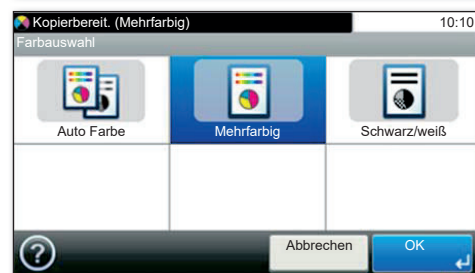 Kopierbereit. (Mehrfarbig) 10:10
Farbauswahl
Auto Farbe Mehrfarbig Schwarz/weiß
? Abbrechen OK